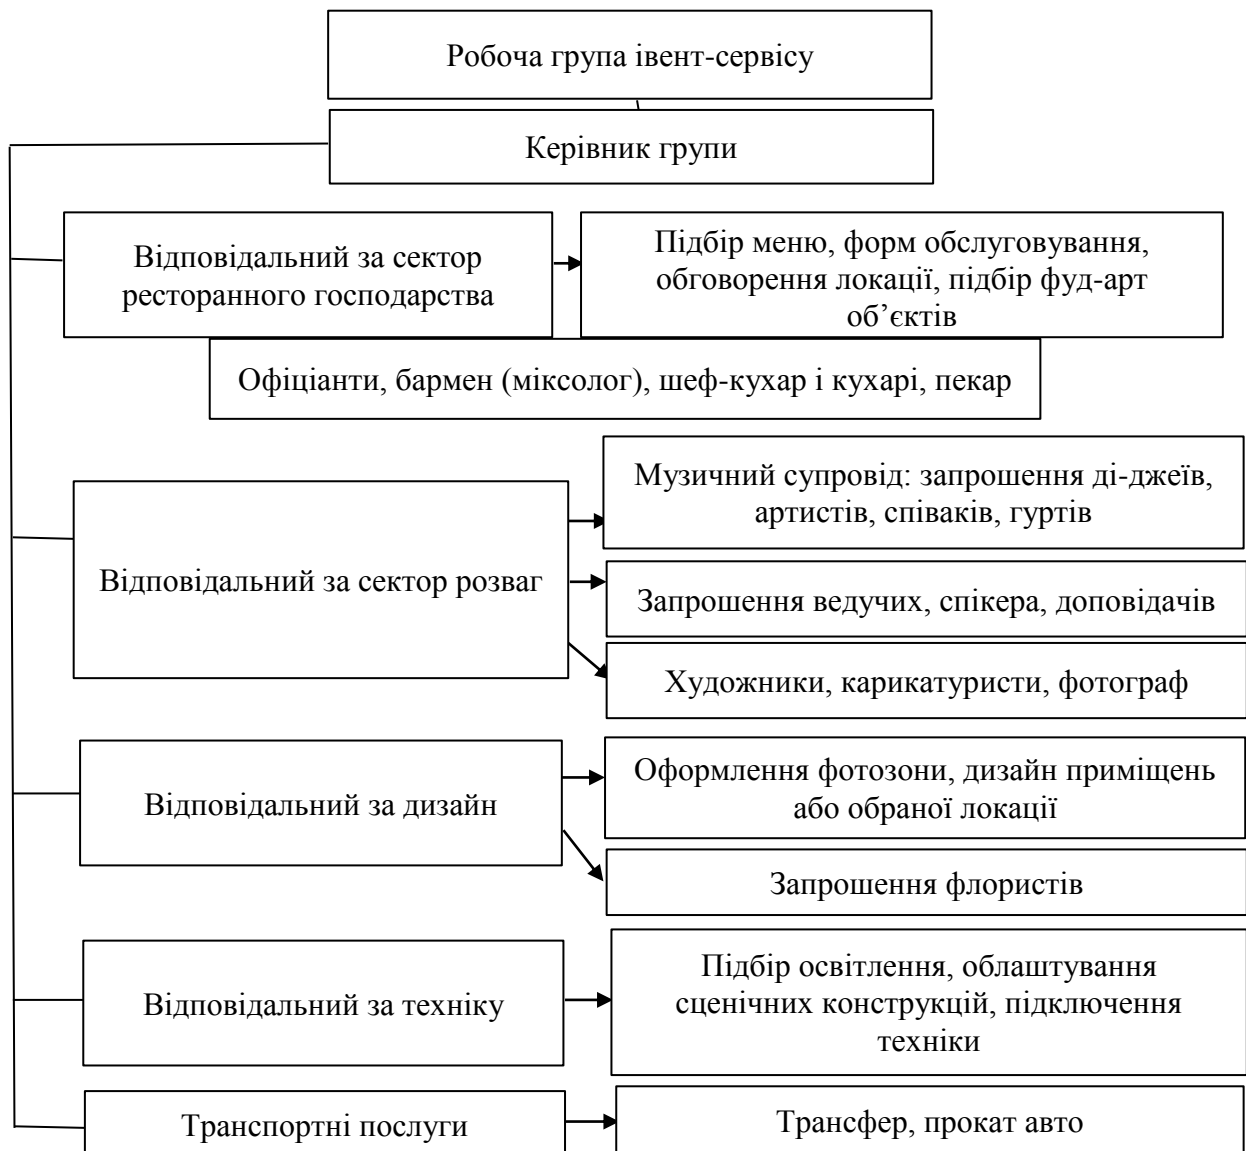 Робоча група івент-сервісу
Керівник групи
Відповідальний за сектор
ресторанного господарства
Підбір меню, форм обслуговування,
обговорення локації, підбір фуд-арт
об’єктів
Офіціанти, бармен (міксолог), шеф-кухар і кухарі, пекар
Відповідальний за сектор розваг
Музичний супровід: запрошення ді-джеїв,
артистів, співаків, гуртів
Запрошення ведучих, спікера, доповідачів
Художники, карикатуристи, фотограф
Відповідальний за дизайн
Оформлення фотозони, дизайн приміщень
або обраної локації
Запрошення флористів
Відповідальний за техніку
Підбір освітлення, облаштування
сценічних конструкцій, підключення
техніки
Транспортні послуги
Трансфер, прокат авто